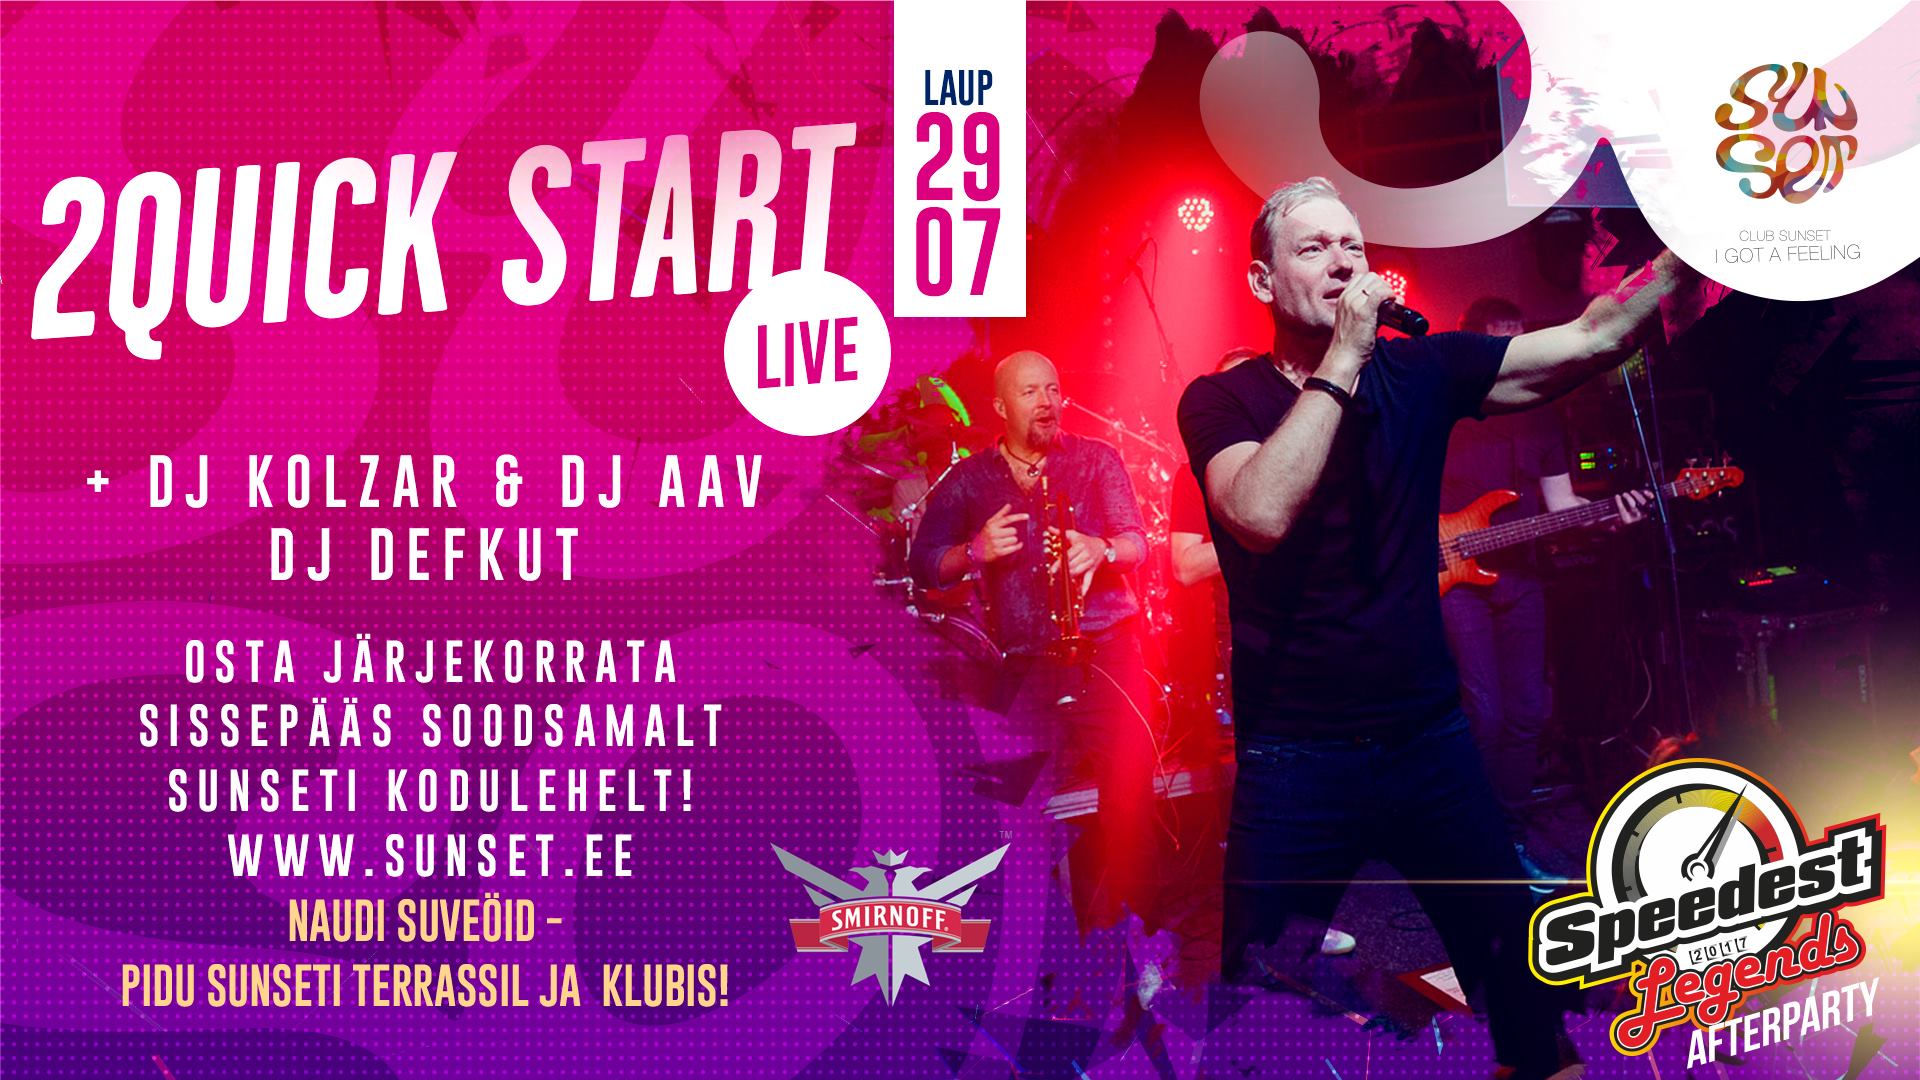 2QUICK START
LIVE
LAUP
29
07
SUN
SET
CLUB SUNSET
I GOT A FEELING
+ DJ KOLZAR & DJ AAV
DJ DEFKUT
OSTA JÄRJEKORRATA
SISSEPÄÄS SOODSAMALT
SUNSETI KODULEHELT!
WWW.SUNSET.EE
NAUDI SUVEÖID –
PIDU SUNSETI TERRASSIL JA KLUBIS!
SMIRNOFF
TM
Speedest
2017
Legends
AFTERPARTY